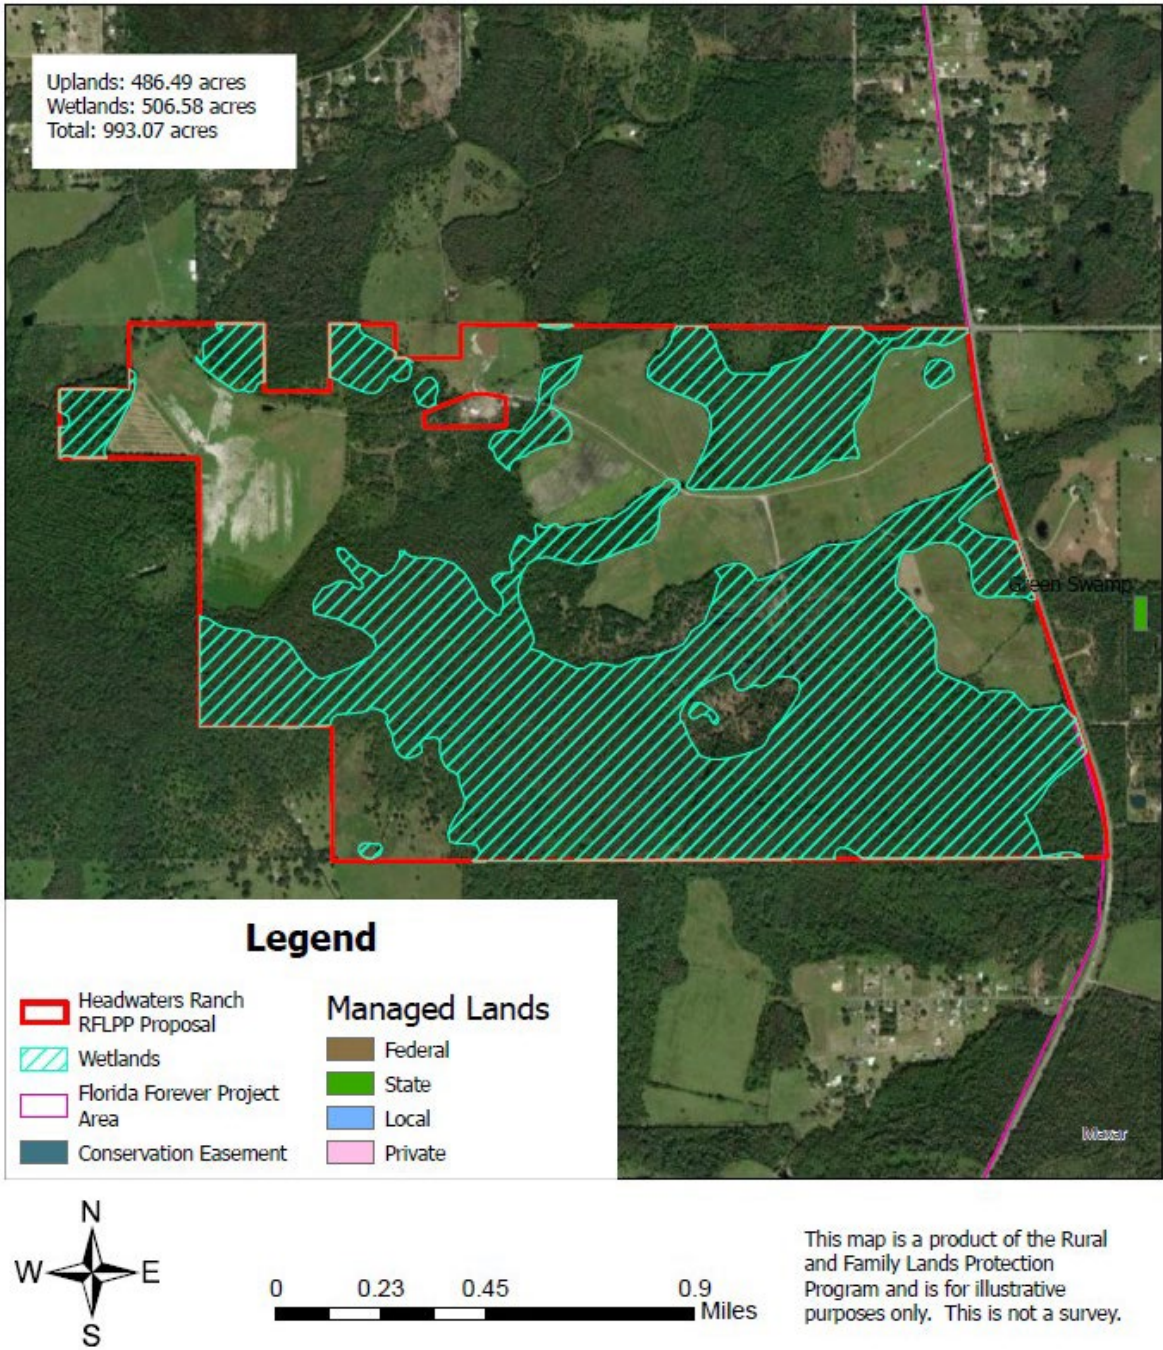 Uplands: 486.49 acres
Wetlands: 506.58 acres
Total: 993.07 acres
Green Swamp
Maxar
Legend
Headwaters Ranch
RFLPP Proposal
Wetlands
Florida Forever Project
Area
Conservation Easement
Managed Lands
Federal
State
Local
Private
N
W
E
S
0
0.23
0.45
0.9
Miles
This map is a product of the Rural
and Family Lands Protection
Program and is for illustrative
purposes only. This is not a survey.